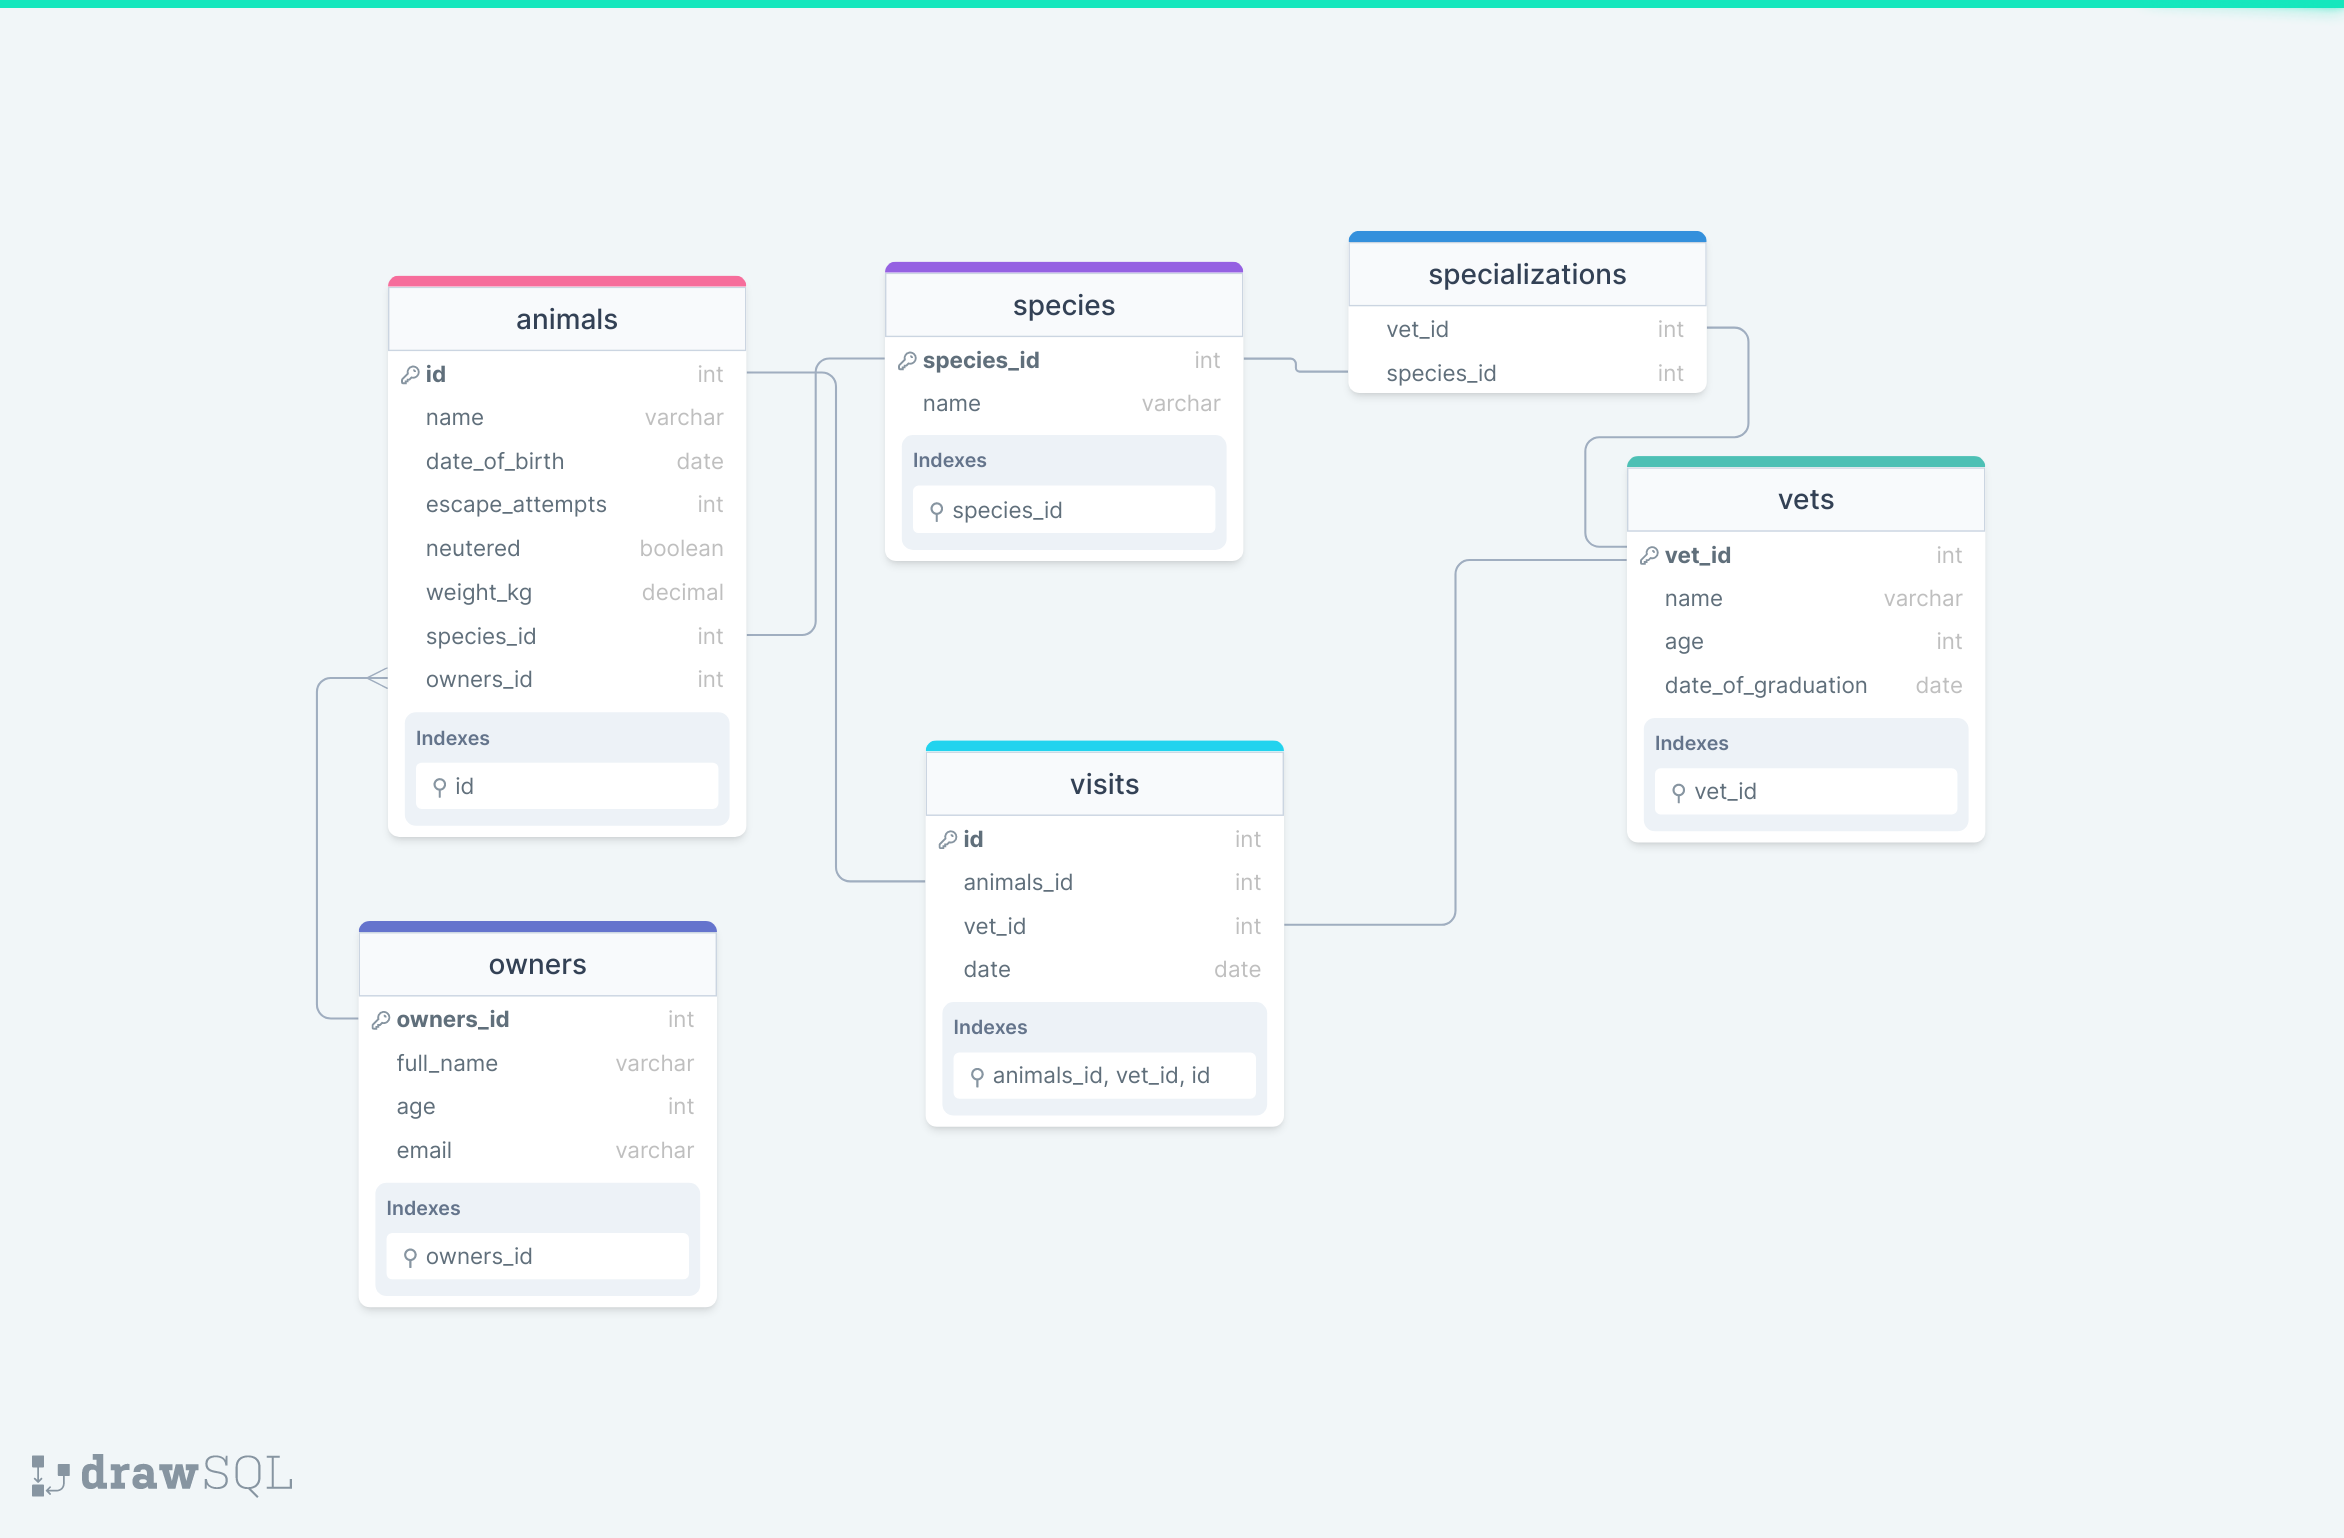 animals
id int
name varchar
date_of_birth date
escape_attempts int
neutered boolean
weight_kg decimal
species_id int
owners_id int
Indexes
id
species
species_id int
name varchar
Indexes
species_id
specializations
vet_id int
species_id int
vets
vet_id int
name varchar
age int
date_of_graduation date
Indexes
vet_id
visits
id int
animals_id int
vet_id int
date date
Indexes
animals_id, vet_id, id
owners
owners_id int
full_name varchar
age int
email varchar
Indexes
owners_id
drawSQL